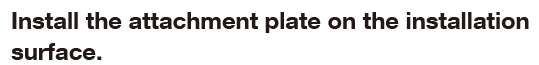 Install the attachment plate on the installation
surface.